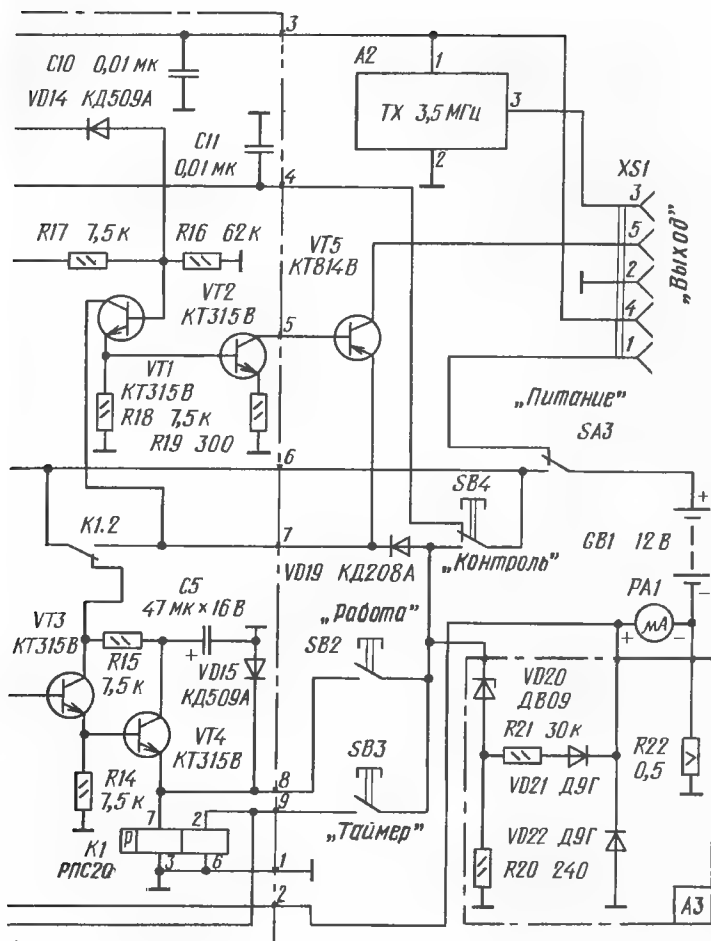 3
C10 0,01 мк
A2
1
TX 3,5 МГц
3
VD14 КД509А
2
C11
0,01 мк
XS1
3
4
5
„Выход"
R17 7,5 к
R16 62 к
VT5
КТ814В
2
VT2
КТ315В
4
5
1
VT1
КТ315В
R18 7,5 к
R19 300
„Питание"
SA3
6
SB4
K1.2
7
GB1 12 В
+
-
VD19 КД208А
„Контроль"
C5
47 мк × 16 В
„Работа"
PA1
мА
+
-
VT3
КТ315В
SB2
+
R15
7,5 к
VD15
КД509А
VD20
ДВ09
VT4
КТ315В
R21 30 к
SB3
R22
0,5
R14
7,5 к
8
VD21 Д9Г
9
7
2
„Таймер"
VD22 Д9Г
P
K1
РПС20
3
6
1
R20 240
2
A3